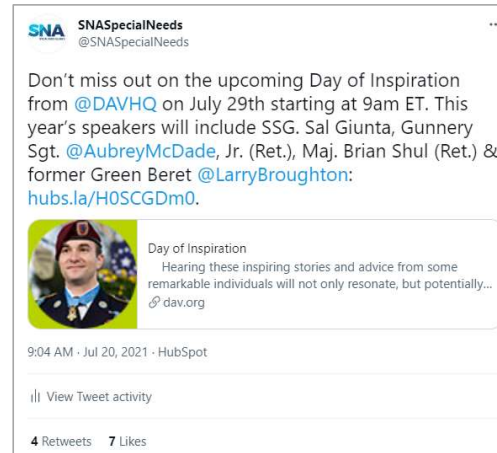 SNA
SNASpecialNeeds
@SNASpecialNeeds
Don't miss out on the upcoming Day of Inspiration
from @DAVHQ on July 29th starting at 9am ET. This
year's speakers will include SSG. Sal Giunta, Gunnery
Sgt. @AubreyMcDade, Jr. (Ret.), Maj. Brian Shul (Ret.) &
former Green Beret @LarryBroughton:
hubs.la/H0SCGDm0.
Day of Inspiration
Hearing these inspiring stories and advice from some
remarkable individuals will not only resonate, but potentially...
dav.org
9:04 AM · Jul 20, 2021 · HubSpot
View Tweet activity
4 Retweets 7 Likes